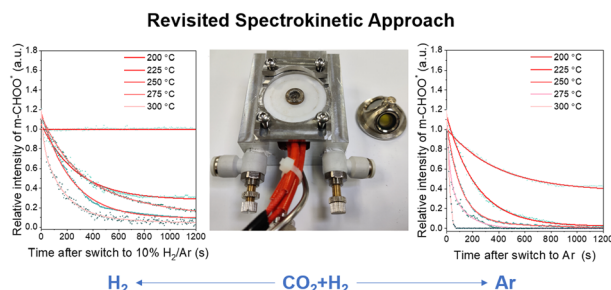 Revisited Spectrokinetic Approach
Relative intensity of m-CHOO* (a.u.)
1.8
1.6
1.4
1.2
1.0
0.8
0.6
0.4
0.2
0.0
200 °C
225 °C
250 °C
275 °C
300 °C
0 200 400 600 800 1000 1200
Time after switch to 10% H₂/Ar (s)
Relative intensity of m-CHOO* (a.u.)
1.8
1.6
1.4
1.2
1.0
0.8
0.6
0.4
0.2
0.0
200 °C
225 °C
250 °C
275 °C
300 °C
0 200 400 600 800 1000 1200
Time after switch to Ar (s)
H₂ CO₂+H₂ Ar